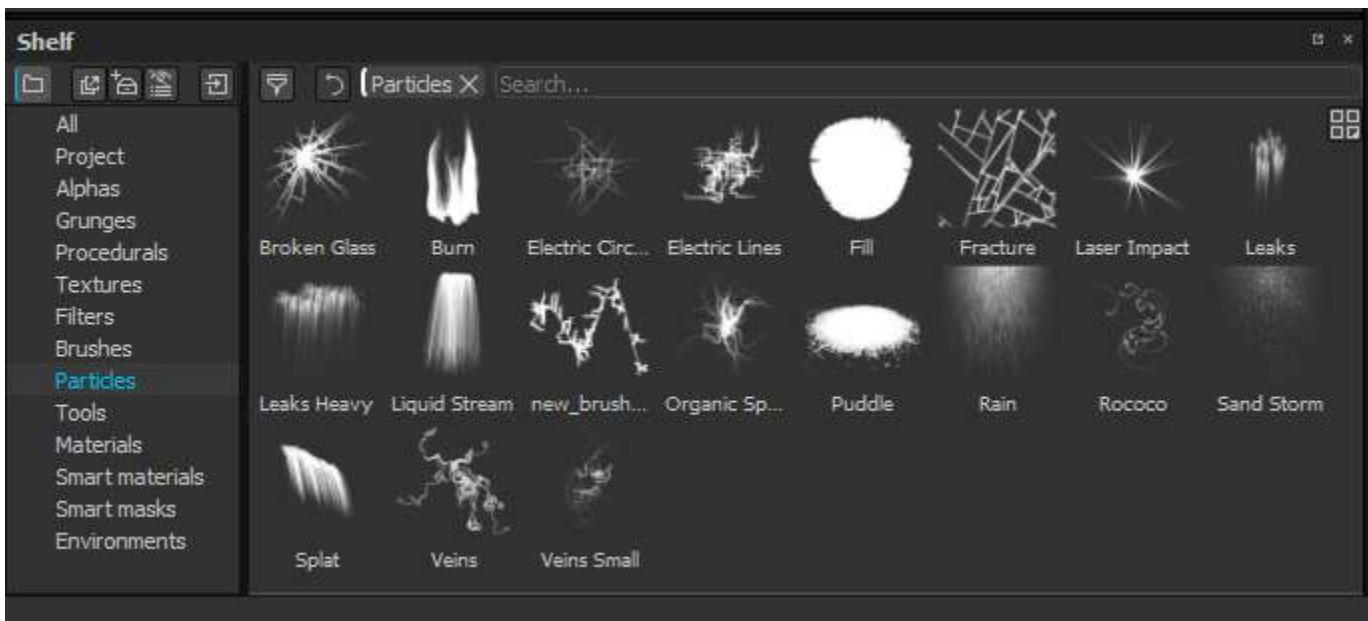 Shelf
Particles
Search...
All
Project
Alphas
Grunges
Procedurals
Textures
Filters
Brushes
Particles
Tools
Materials
Smart materials
Smart masks
Environments
Broken Glass Burn Electric Circ... Electric Lines Fill Fracture Laser Impact Leaks
Leaks Heavy Liquid Stream new_brush... Organic Sp... Puddle Rain Rococo Sand Storm
Splat Veins Veins Small